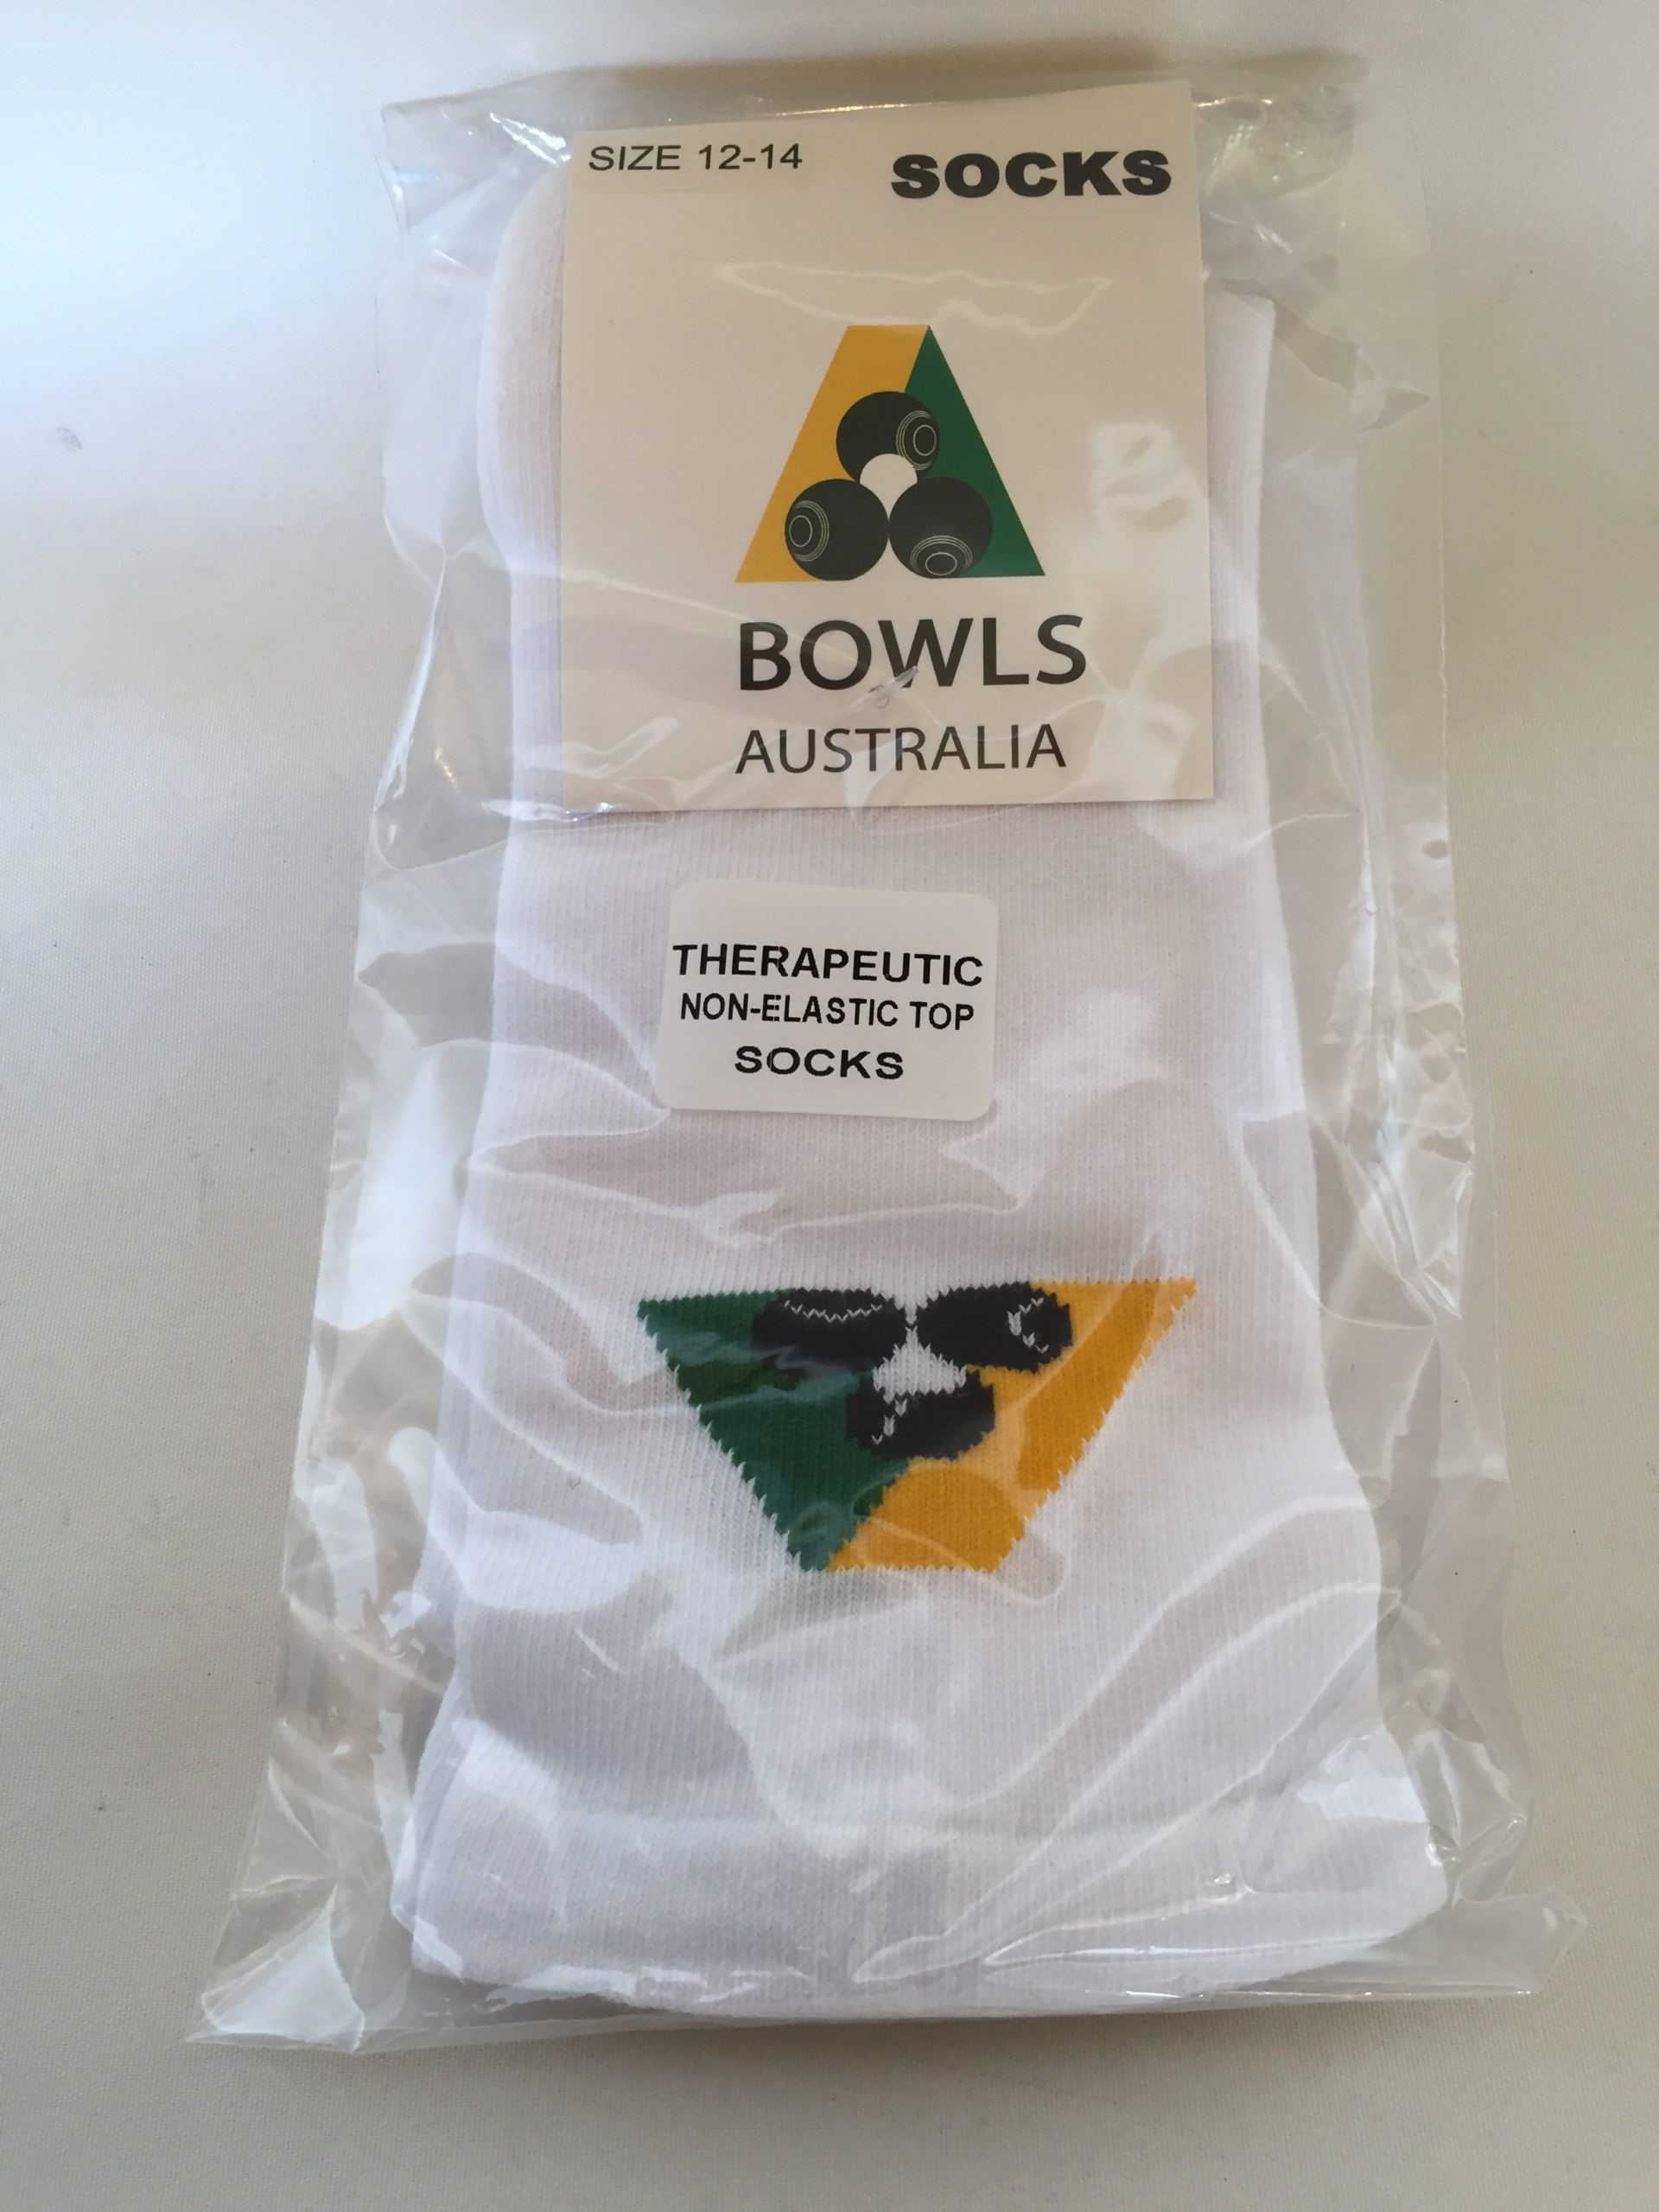 SIZE 12-14
SOCKS
BOWLS
AUSTRALIA
THERAPEUTIC
NON-ELASTIC TOP
SOCKS